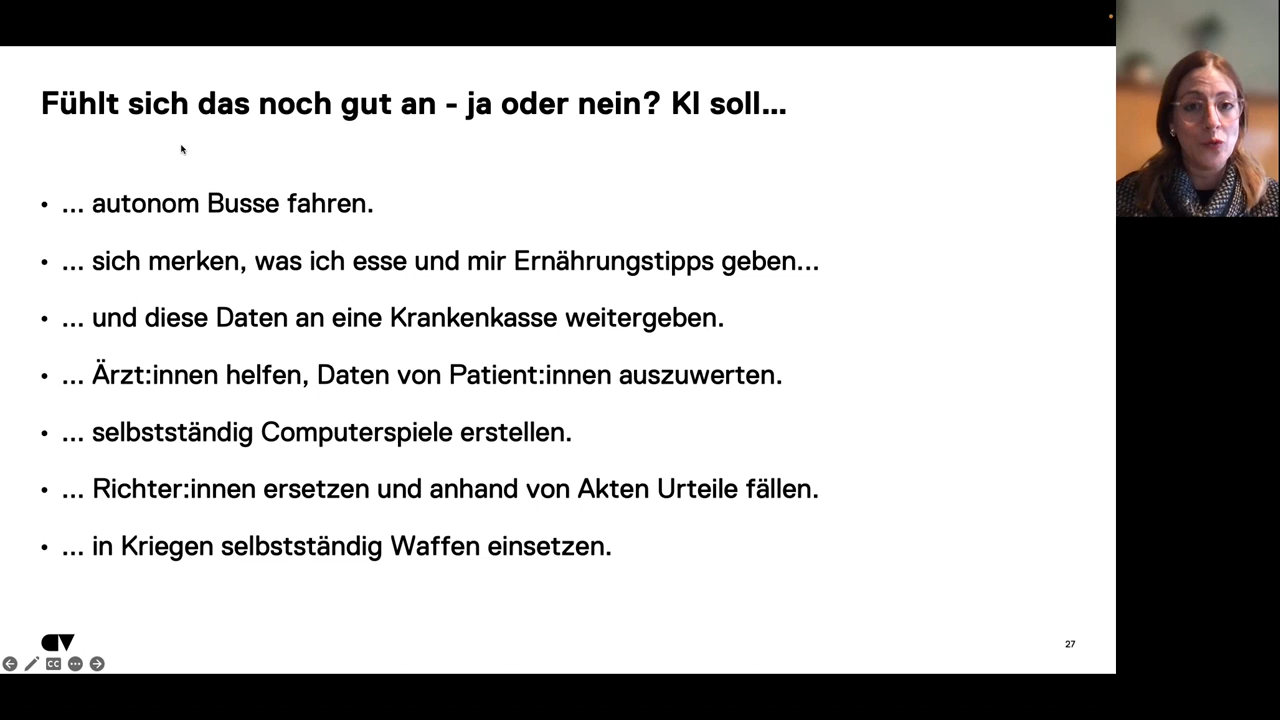 Fühlt sich das noch gut an - ja oder nein? KI soll...
• ... autonom Busse fahren.
• ... sich merken, was ich esse und mir Ernährungstipps geben...
• ... und diese Daten an eine Krankenkasse weitergeben.
• ... Ärzt:innen helfen, Daten von Patient:innen auszuwerten.
• ... selbstständig Computerspiele erstellen.
• ... Richter:innen ersetzen und anhand von Akten Urteile fällen.
• ... in Kriegen selbstständig Waffen einsetzen.
27
CC